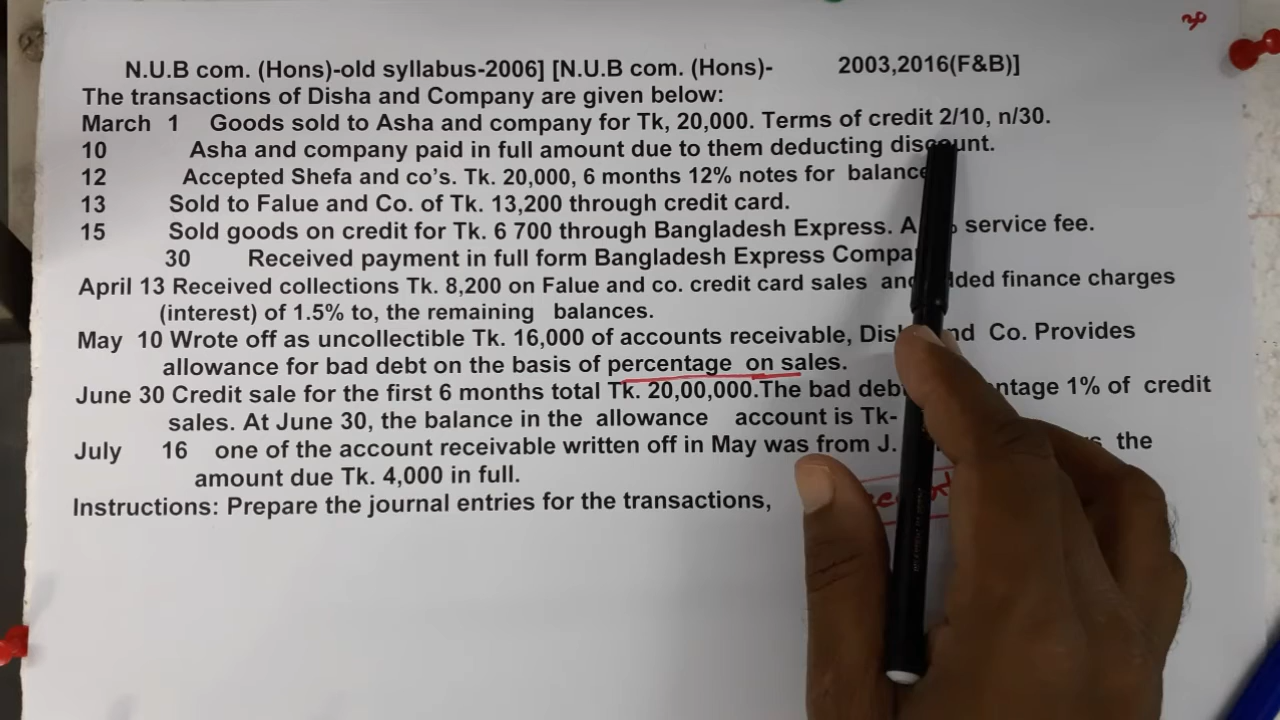 30
N.U.B com. (Hons)-old syllabus-2006] [N.U.B com. (Hons)- 2003,2016(F&B)]
The transactions of Disha and Company are given below:
March 1 Goods sold to Asha and company for Tk, 20,000. Terms of credit 2/10, n/30.
10 Asha and company paid in full amount due to them deducting discount.
12 Accepted Shefa and co's. Tk. 20,000, 6 months 12% notes for balance
13 Sold to Falue and Co. of Tk. 13,200 through credit card.
15 Sold goods on credit for Tk. 6 700 through Bangladesh Express. A service fee.
30 Received payment in full form Bangladesh Express Compa
April 13 Received collections Tk. 8,200 on Falue and co. credit card sales and added finance charges
(interest) of 1.5% to, the remaining balances.
May 10 Wrote off as uncollectible Tk. 16,000 of accounts receivable, Disha and Co. Provides
allowance for bad debt on the basis of percentage on sales.
June 30 Credit sale for the first 6 months total Tk. 20,00,000.The bad debt percentage 1% of credit
sales. At June 30, the balance in the allowance account is Tk-
July 16 one of the account receivable written off in May was from J. the
amount due Tk. 4,000 in full.
Instructions: Prepare the journal entries for the transactions,